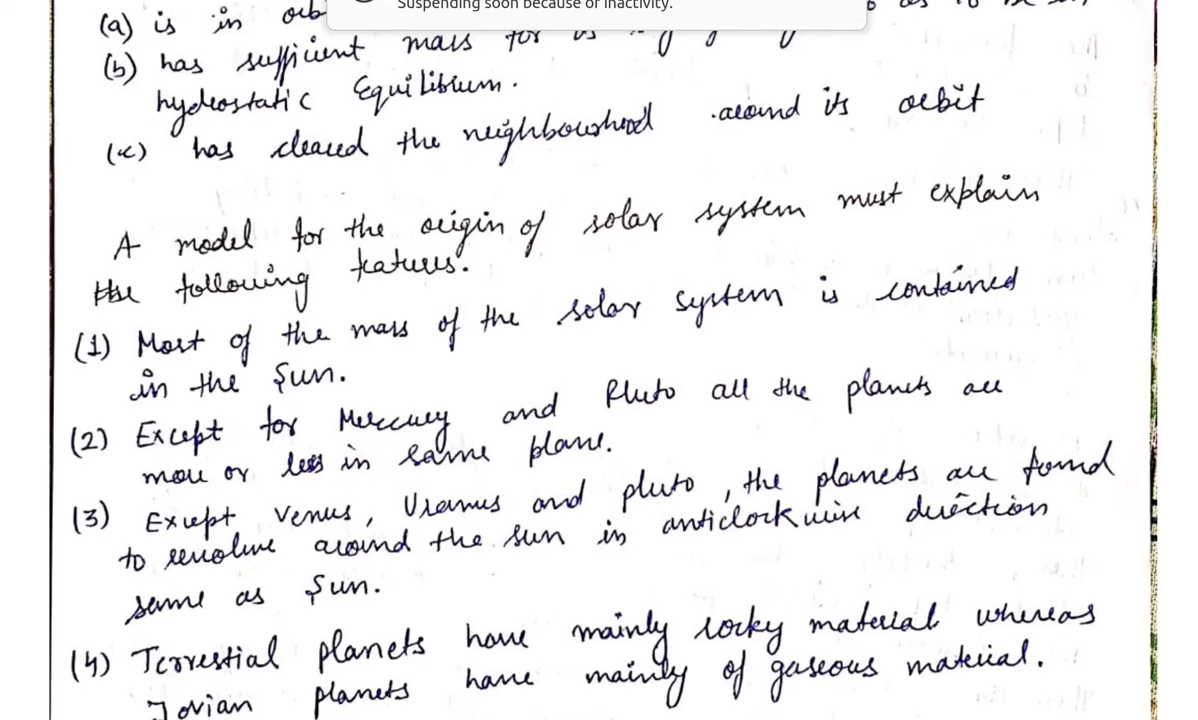 Suspending soon because of inactivity.
(a) is in
(b) has sufficient mass for its
hydrostatic Equilibrium.
(c) has cleared the neighbourhood around its orbit
A model for the origin of solar system must explain
the following features.
(1) Most of the mass of the solar system is contained
in the Sun.
(2) Except for Mercury and Pluto all the planets are
more or less in same plane.
(3) Except Venus, Uranus and pluto, the planets are found
to revolve around the sun in anticlockwise direction
same as Sun.
(4) Terrestial planets have mainly rocky material whereas
Jovian planets have mainly of gaseous material.